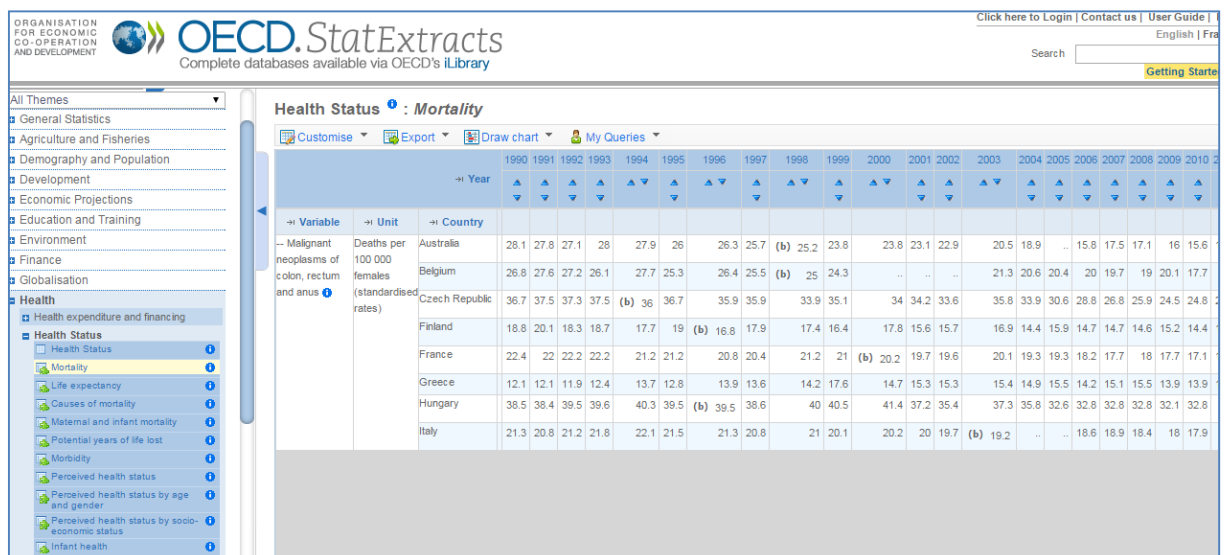 ORGANISATION
FOR ECONOMIC
CO-OPERATION
AND DEVELOPMENT
OECD.StatExtracts
Complete databases available via OECD's iLibrary
Click here to Login | Contact us | User Guide |
English | Fra
Search
Getting Starte
All Themes
General Statistics
Agriculture and Fisheries
Demography and Population
Development
Economic Projections
Education and Training
Environment
Finance
Globalisation
Health
Health expenditure and financing
Health Status
Health Status
Mortality
Life expectancy
Causes of mortality
Maternal and infant mortality
Potential years of life lost
Morbidity
Perceived health status
Perceived health status by age
and gender
Perceived health status by socio-
economic status
Infant health
Health Status : Mortality
Customise Export Draw chart My Queries
Year 1990 1991 1992 1993 1994 1995 1996 1997 1998 1999 2000 2001 2002 2003 2004 2005 2006 2007 2008 2009 2010
Variable Unit Country
-- Malignant
neoplasms of
colon, rectum
and anus
Deaths per
100 000
females
(standardised
rates)
Australia 28.1 27.8 27.1 28 27.9 26 26.3 25.7 (b) 25.2 23.8 23.8 23.1 22.9 20.5 18.9 .. 15.8 17.5 17.1 16 15.6
Belgium 26.8 27.6 27.2 26.1 27.7 25.3 26.4 25.5 (b) 25 24.3 .. .. .. 21.3 20.6 20.4 20 19.7 19 20.1 17.7
Czech Republic 36.7 37.5 37.3 37.5 (b) 36 36.7 35.9 35.9 33.9 35.1 34 34.2 33.6 35.8 33.9 30.6 28.8 26.8 25.9 24.5 24.8
Finland 18.8 20.1 18.3 18.7 17.7 19 (b) 16.8 17.9 17.4 16.4 17.8 15.6 15.7 16.9 14.4 15.9 14.7 14.7 14.6 15.2 14.4
France 22.4 22 22.2 22.2 21.2 21.2 20.8 20.4 21.2 21 (b) 20.2 19.7 19.6 20.1 19.3 19.3 18.2 17.7 18 17.7 17.1
Greece 12.1 12.1 11.9 12.4 13.7 12.8 13.9 13.6 14.2 17.6 14.7 15.3 15.3 15.4 14.9 15.5 14.2 15.1 15.5 13.9 13.9
Hungary 38.5 38.4 39.5 39.6 40.3 39.5 (b) 39.5 38.6 40 40.5 41.4 37.2 35.4 37.3 35.8 32.6 32.8 32.8 32.8 32.1 32.8
Italy 21.3 20.8 21.2 21.8 22.1 21.5 21.3 20.8 21 20.1 20.2 20 19.7 (b) 19.2 .. .. 18.6 18.9 18.4 18 17.9